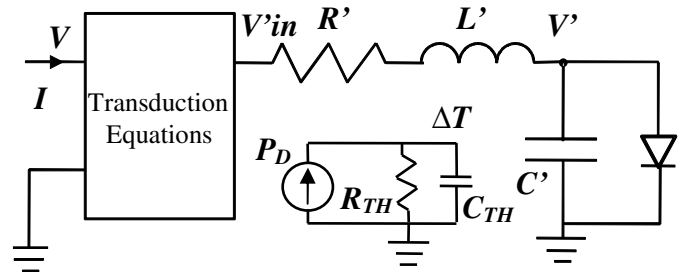 V
I
Transduction
Equations
V'in
R'
L'
V'
C'
ΔT
P_D
R_TH
C_TH